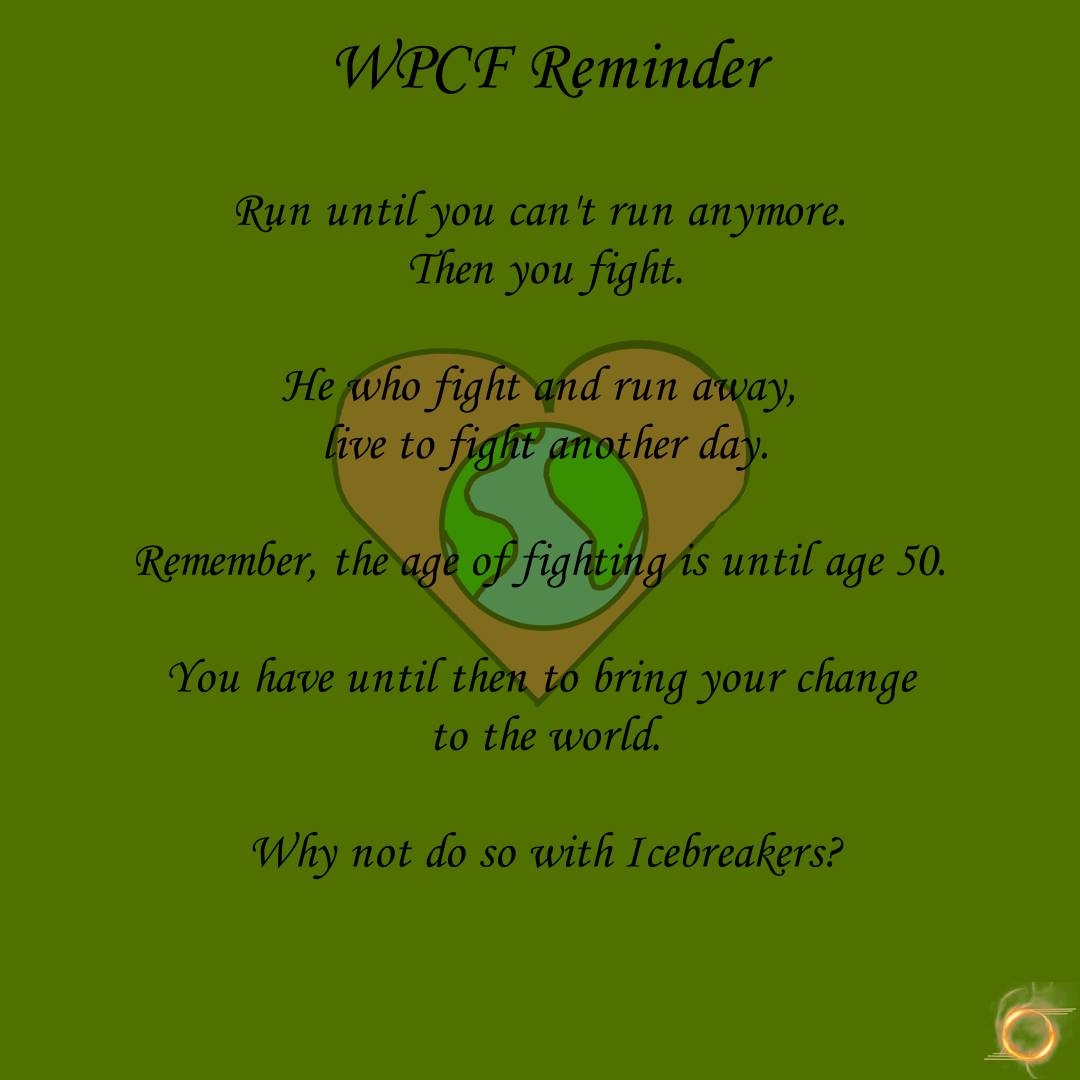 WPCF Reminder
Run until you can't run anymore.
Then you fight.
He who fight and run away,
live to fight another day.
Remember, the age of fighting is until age 50.
You have until then to bring your change
to the world.
Why not do so with Icebreakers?